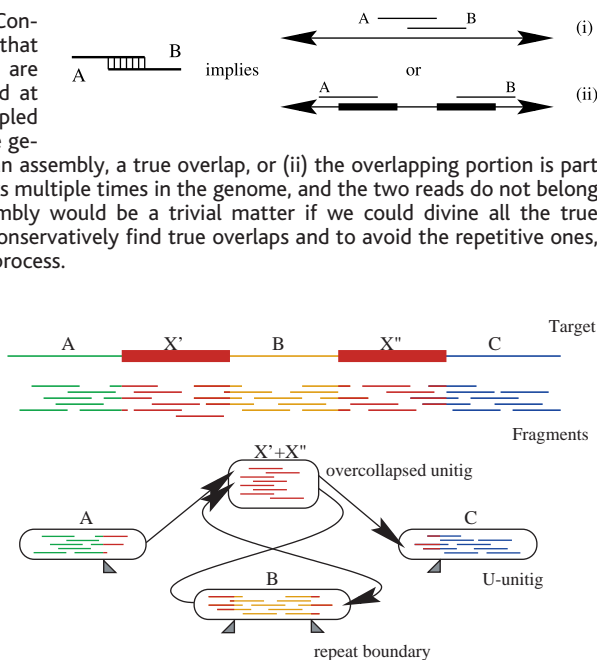 Con-
that
are
d at
pled
e ge-
A
B
implies
A B
(i)
or
A B
(ii)
n assembly, a true overlap, or (ii) the overlapping portion is part
s multiple times in the genome, and the two reads do not belong
mbly would be a trivial matter if we could divine all the true
onservatively find true overlaps and to avoid the repetitive ones,
process.
A X' B X" C
Target
Fragments
X'+X"
overcollapsed unitig
A
C
U-unitig
B
repeat boundary